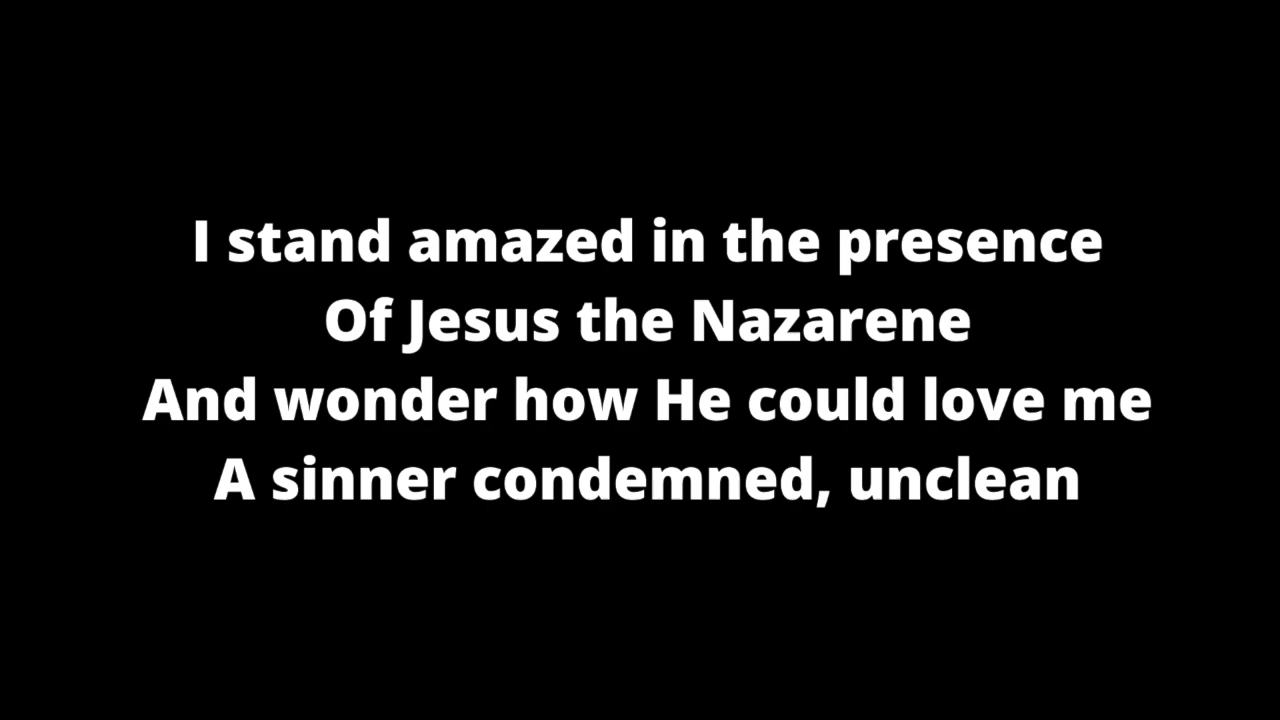 I stand amazed in the presence
Of Jesus the Nazarene
And wonder how He could love me
A sinner condemned, unclean